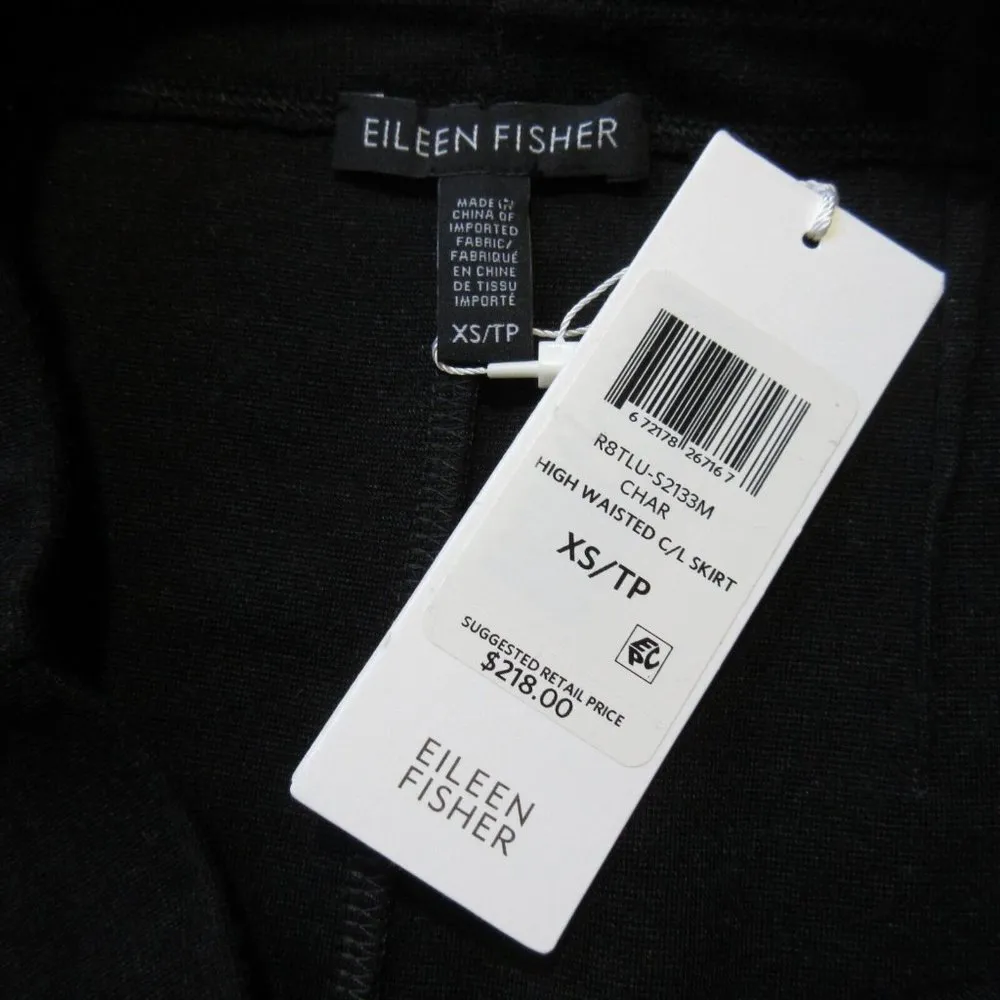 EILEEN FISHER
MADE IN
CHINA OF
IMPORTED
FABRIC/
FABRIQUÉ
EN CHINE
DE TISSU
IMPORTÉ
XS/TP
6 72178 26716 7
R8TLU-S2133M
CHAR
HIGH WAISTED C/L SKIRT
XS/TP
EPC
SUGGESTED RETAIL PRICE
$218.00
EILEEN
FISHER